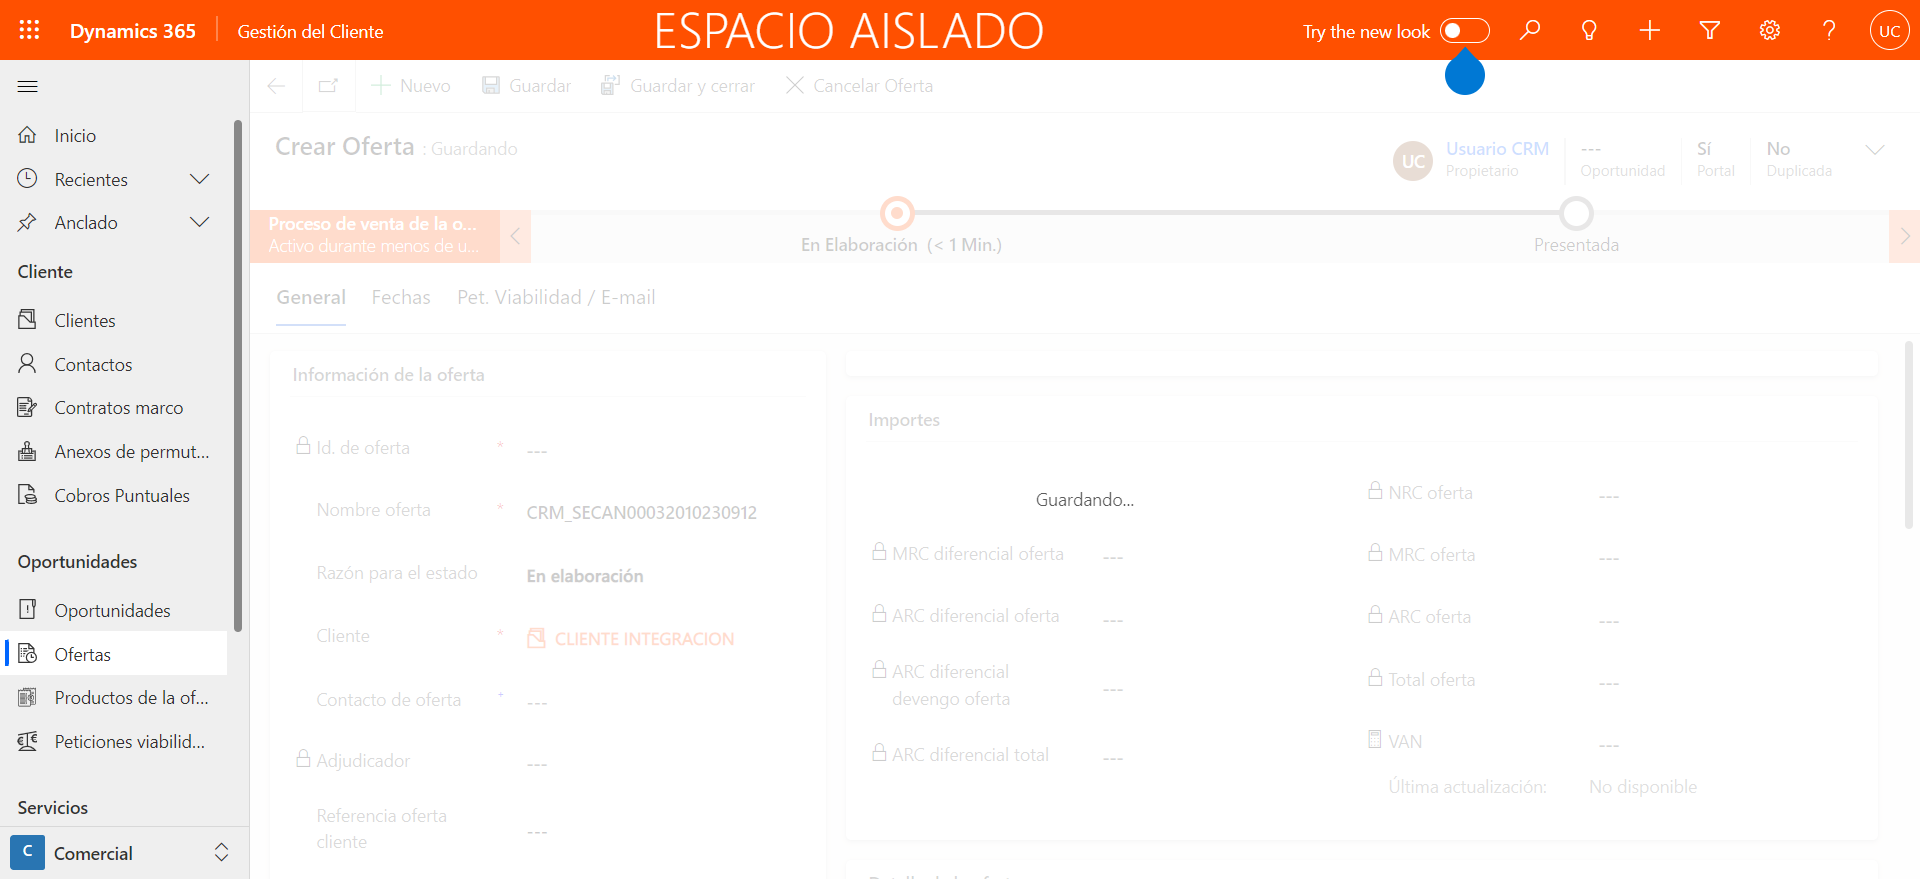 Dynamics 365
Gestión del Cliente
ESPACIO AISLADO
Try the new look
UC
Nuevo
Guardar
Guardar y cerrar
Cancelar Oferta
Inicio
Recientes
Anclado
Cliente
Clientes
Contactos
Contratos marco
Anexos de permut...
Cobros Puntuales
Oportunidades
Oportunidades
Ofertas
Productos de la of...
Peticiones viabilid...
Servicios
C
Comercial
Crear Oferta : Guardando
UC
Usuario CRM
Propietario
---
Oportunidad
Sí
Portal
No
Duplicada
Proceso de venta de la o...
Activo durante menos de u...
En Elaboración (< 1 Min.)
Presentada
General
Fechas
Pet. Viabilidad / E-mail
Información de la oferta
Id. de oferta * ---
Nombre oferta * CRM_SECAN00032010230912
Razón para el estado En elaboración
Cliente * CLIENTE INTEGRACION
Contacto de oferta + ---
Adjudicador ---
Referencia oferta
cliente ---
Importes
Guardando...
MRC diferencial oferta ---
ARC diferencial oferta ---
ARC diferencial
devengo oferta ---
ARC diferencial total ---
NRC oferta ---
MRC oferta ---
ARC oferta ---
Total oferta ---
VAN ---
Última actualización: No disponible